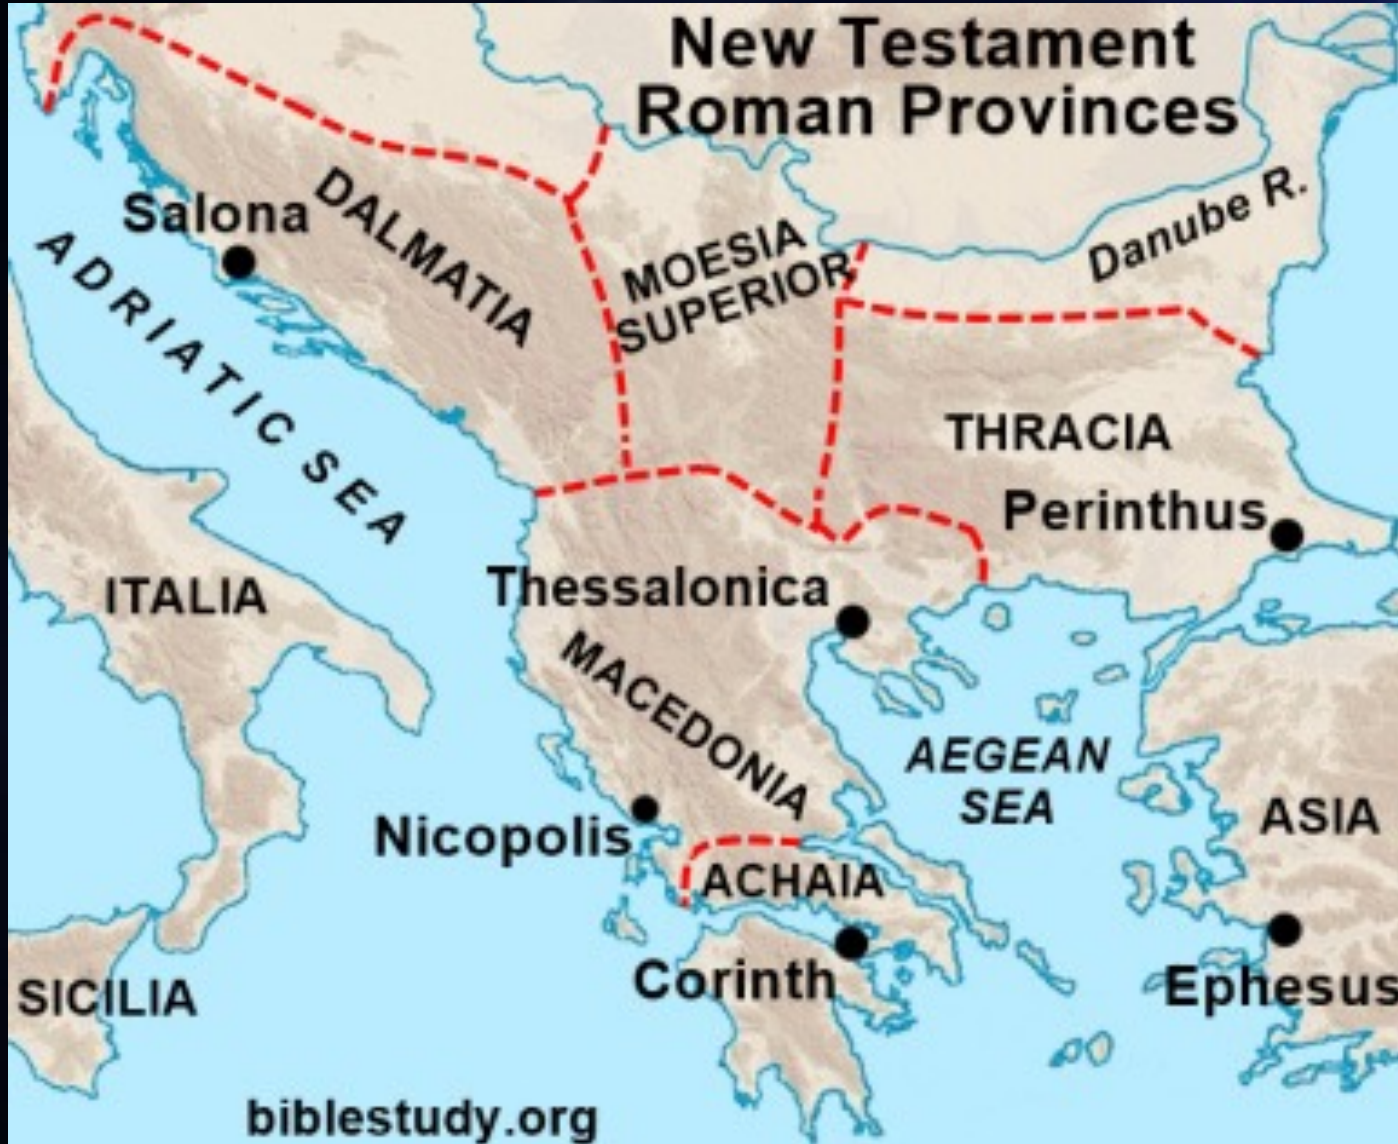 New Testament
Roman Provinces
Danube R.
Salona
DALMATIA
MOESIA
SUPERIOR
ADRIATIC SEA
THRACIA
Perinthus
ITALIA
Thessalonica
MACEDONIA
AEGEAN
SEA
ASIA
Nicopolis
ACHAIA
Corinth
Ephesus
SICILIA
biblestudy.org